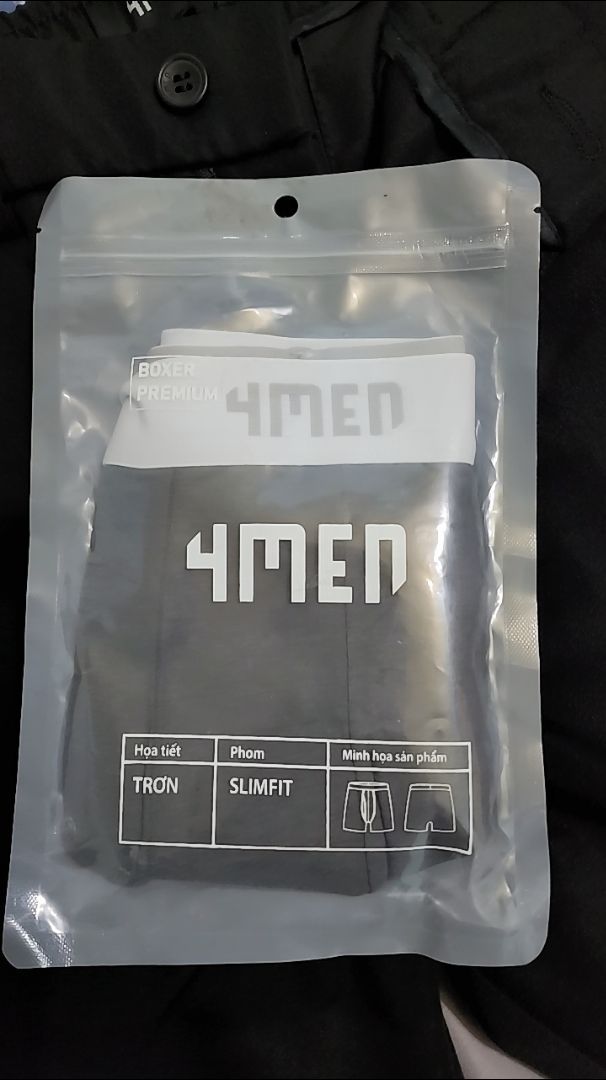 BOXER
PREMIUM
4MEN
4MEN
Họa tiết Phom Minh họa sản phẩm
TRƠN SLIMFIT